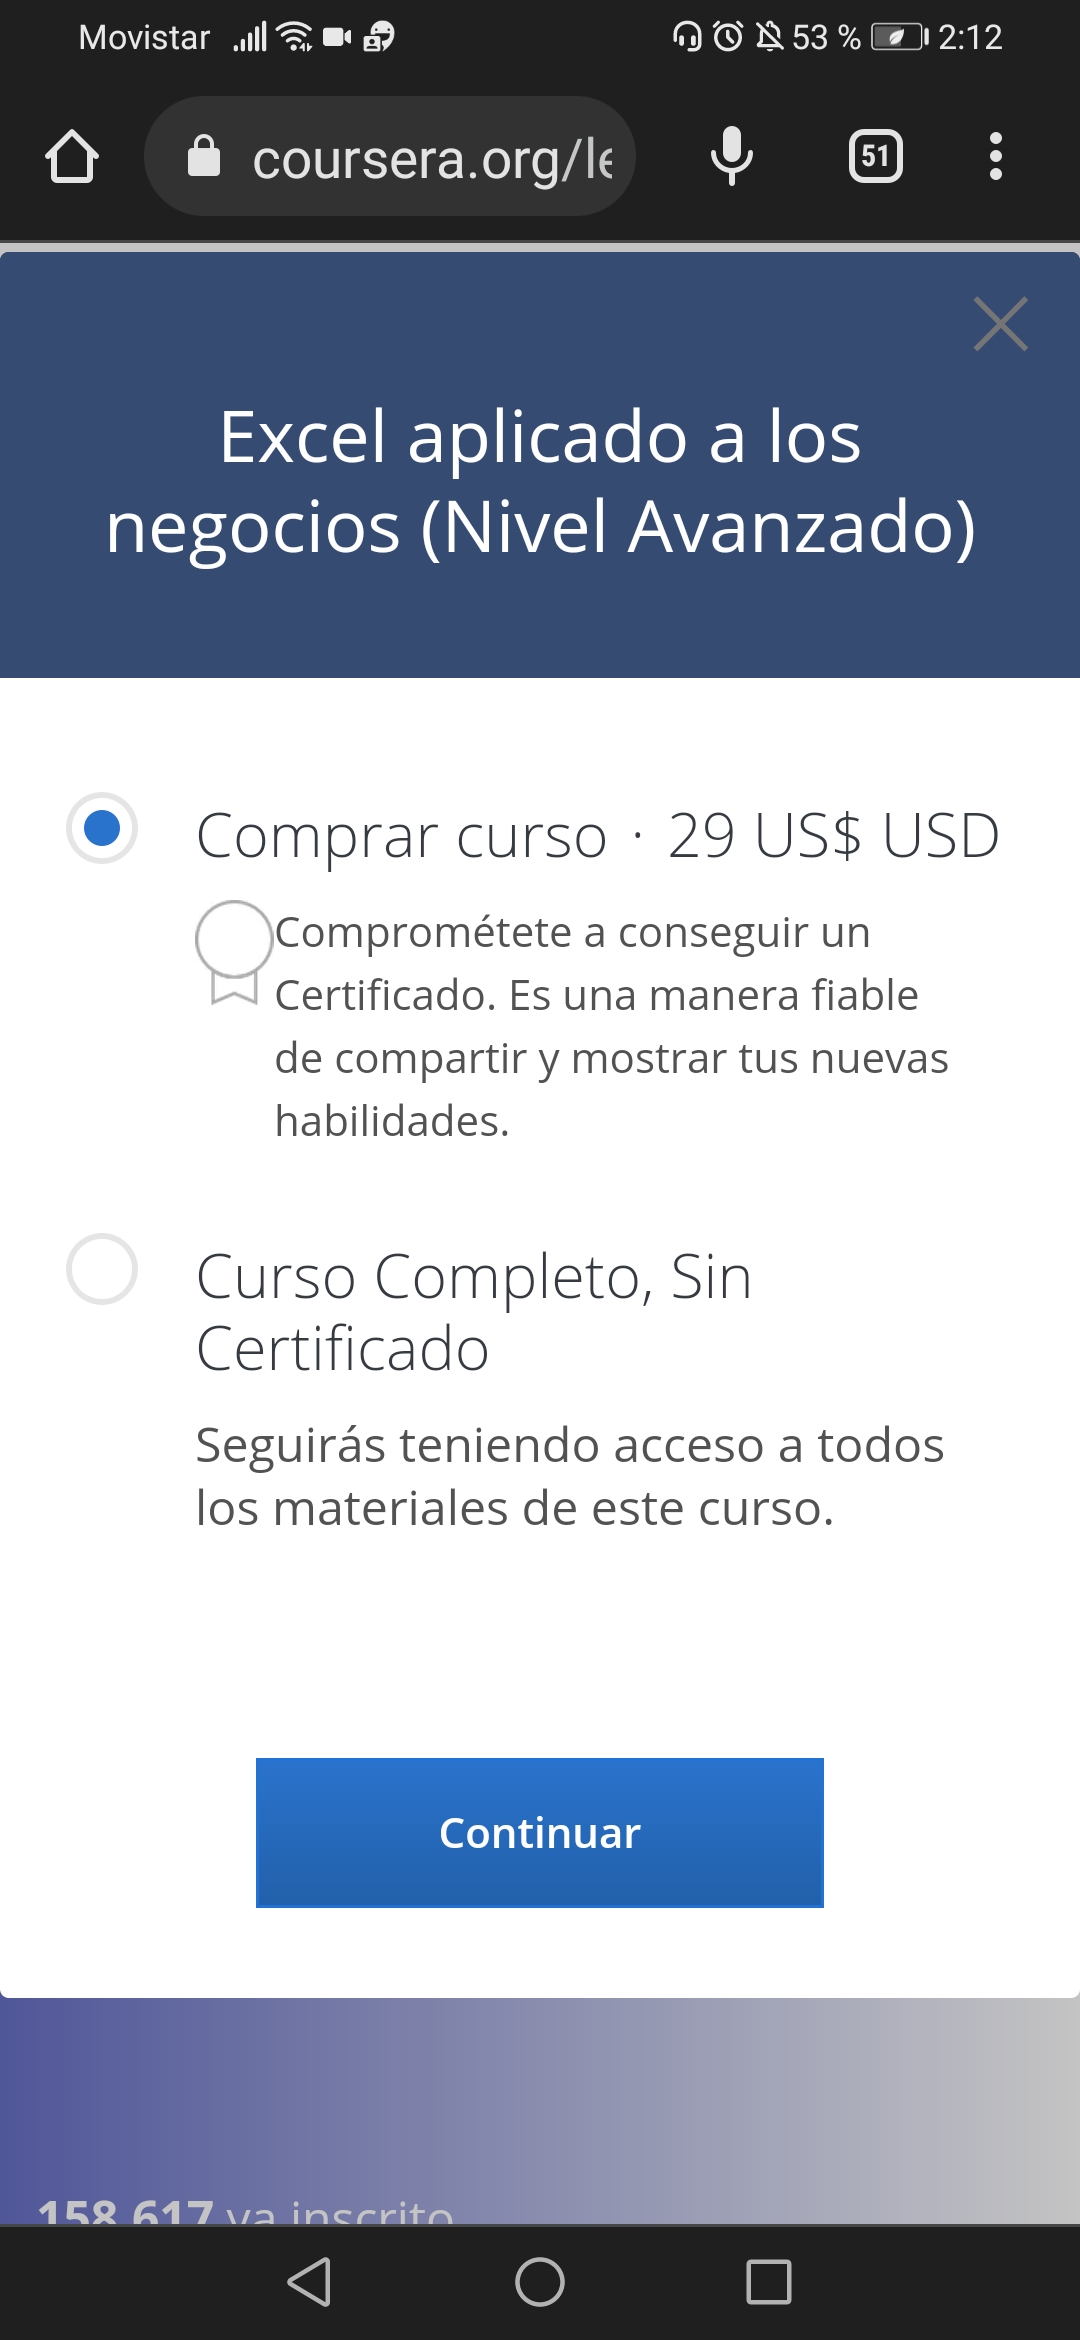 Movistar 53 % 2:12
coursera.org/le 51
Excel aplicado a los
negocios (Nivel Avanzado)
Comprar curso · 29 US$ USD
Comprométete a conseguir un
Certificado. Es una manera fiable
de compartir y mostrar tus nuevas
habilidades.
Curso Completo, Sin
Certificado
Seguirás teniendo acceso a todos
los materiales de este curso.
Continuar
158.617 ya inscrito